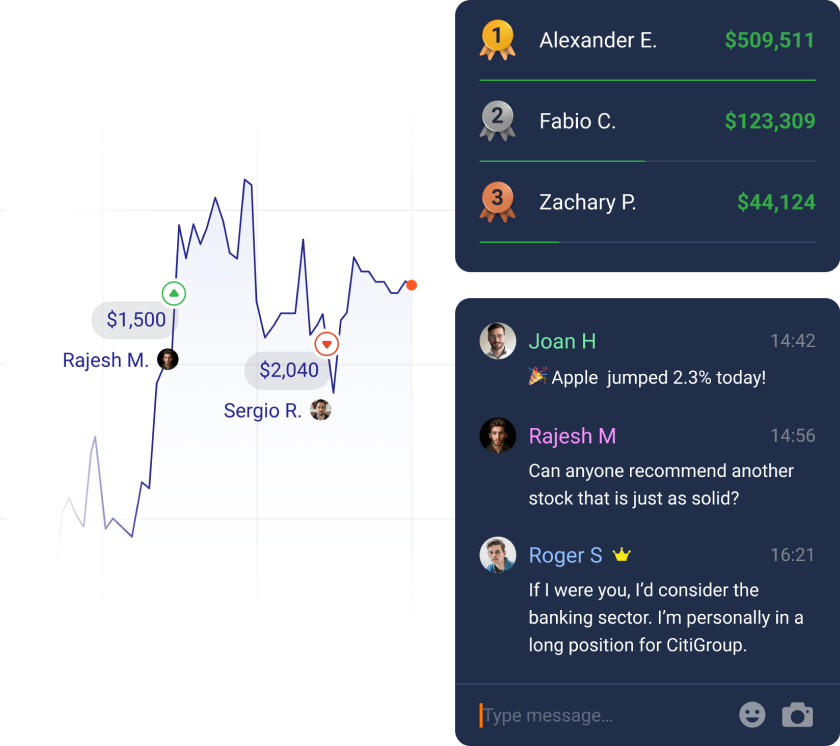 1 Alexander E. $509,511
2 Fabio C. $123,309
3 Zachary P. $44,124
$1,500
Rajesh M.
$2,040
Sergio R.
Joan H 14:42
🎉 Apple jumped 2.3% today!
Rajesh M 14:56
Can anyone recommend another
stock that is just as solid?
Roger S 16:21
If I were you, I’d consider the
banking sector. I’m personally in a
long position for CitiGroup.
Type message...